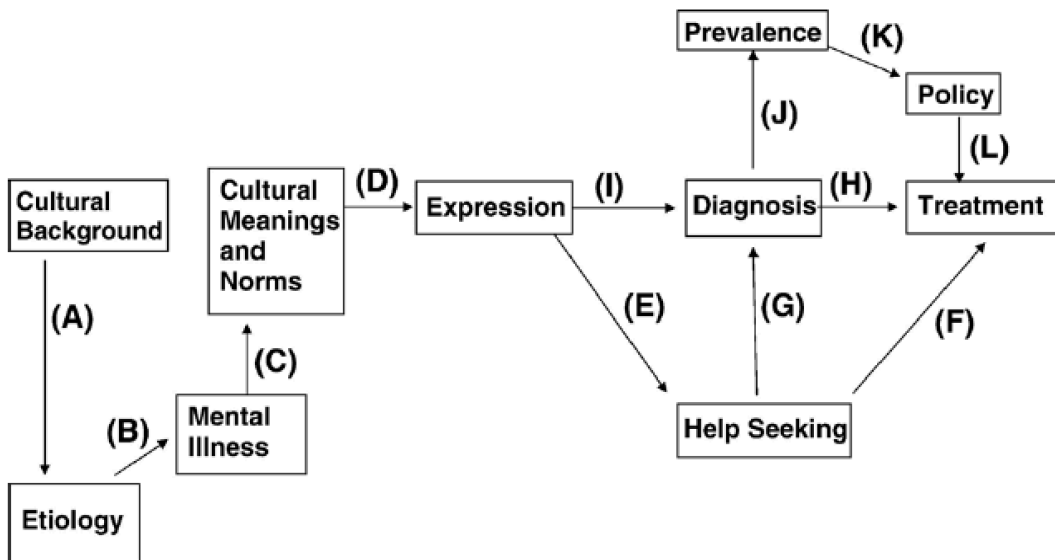 Prevalence
(K)
Policy
(J)
(L)
Cultural
Background
Cultural
Meanings
and
Norms
(D)
Expression
(I)
Diagnosis
(H)
Treatment
(A)
(E)
(G)
(F)
(C)
(B)
Mental
Illness
Help Seeking
Etiology